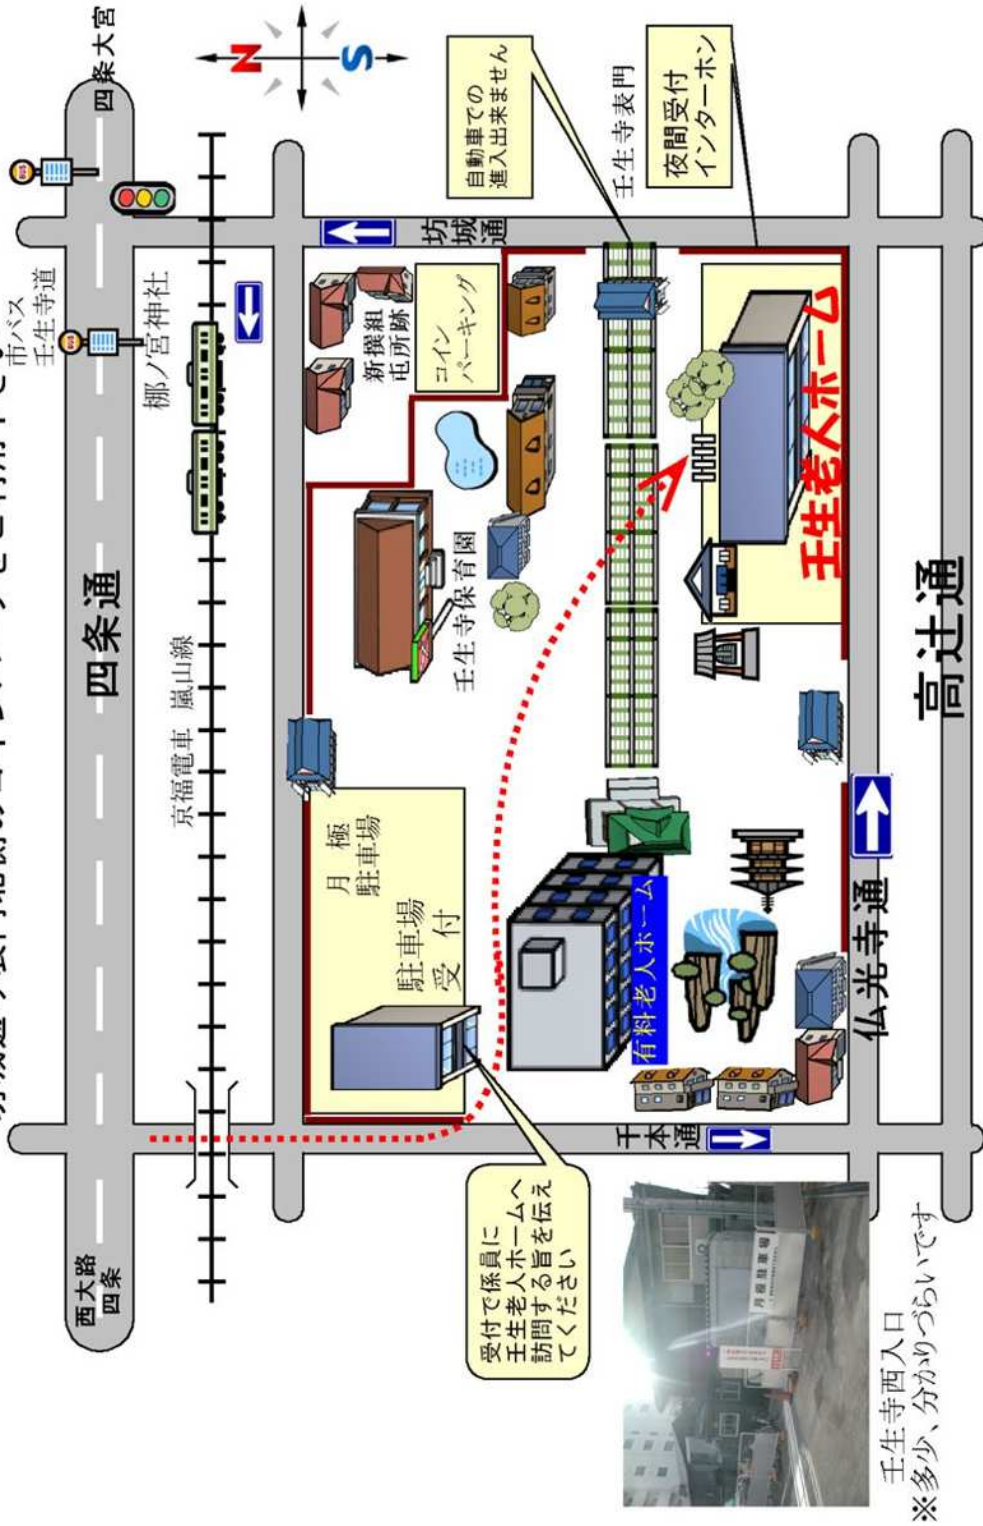 四条大宮
市バス
壬生寺道
四条通
西大路
四条
梛ノ宮神社
京福電車 嵐山線
N
S
坊城通
新撰組
屯所跡
コイン
パーキング
自動車での
進入出来ません
壬生寺表門
夜間受付
インターホン
壬生寺保育園
月極
駐車場
駐車場
受付
有料老人ホーム
壬生老人ホーム
千本通
仏光寺通
高辻通
受付で係員に
壬生老人ホームへ
訪問する旨を伝え
てください
月極駐車場
壬生寺西入口
※多少、分かりづらいです
BUS
BUS